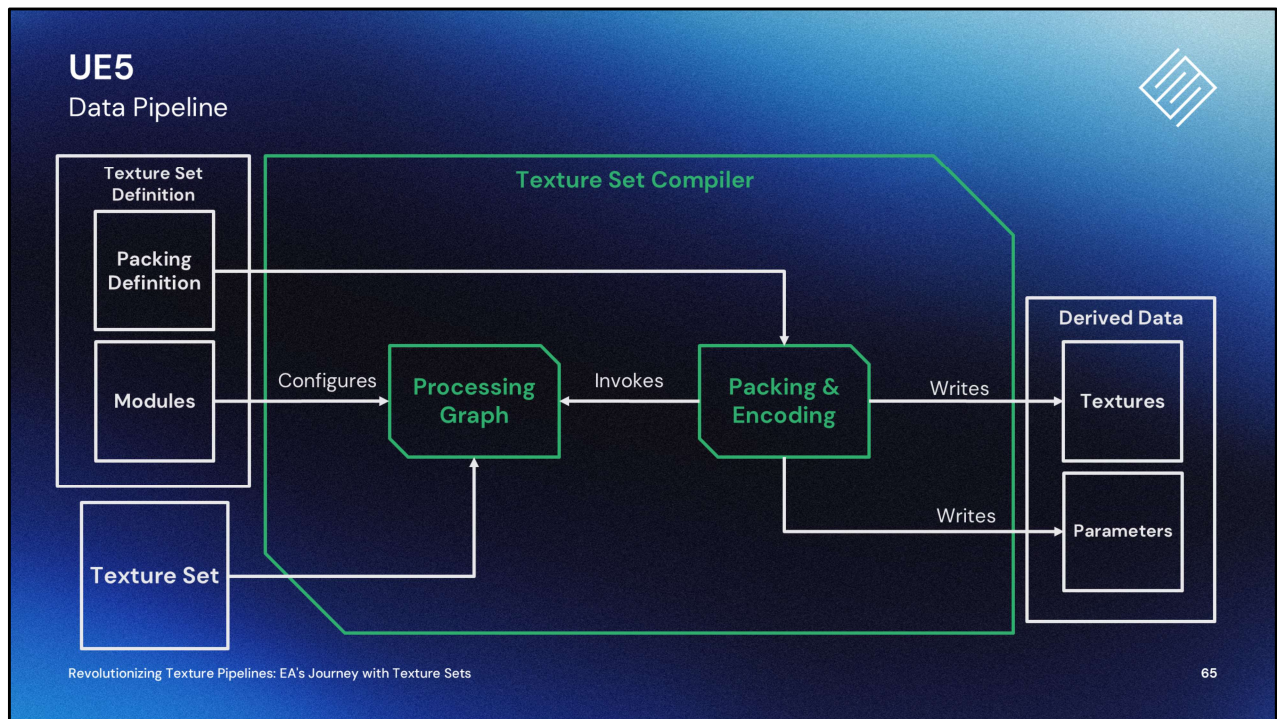 UE5
Data Pipeline
Texture Set
Definition
Packing
Definition
Modules
Texture Set
Texture Set Compiler
Configures
Processing
Graph
Invokes
Packing &
Encoding
Writes
Writes
Derived Data
Textures
Parameters
Revolutionizing Texture Pipelines: EA's Journey with Texture Sets
65